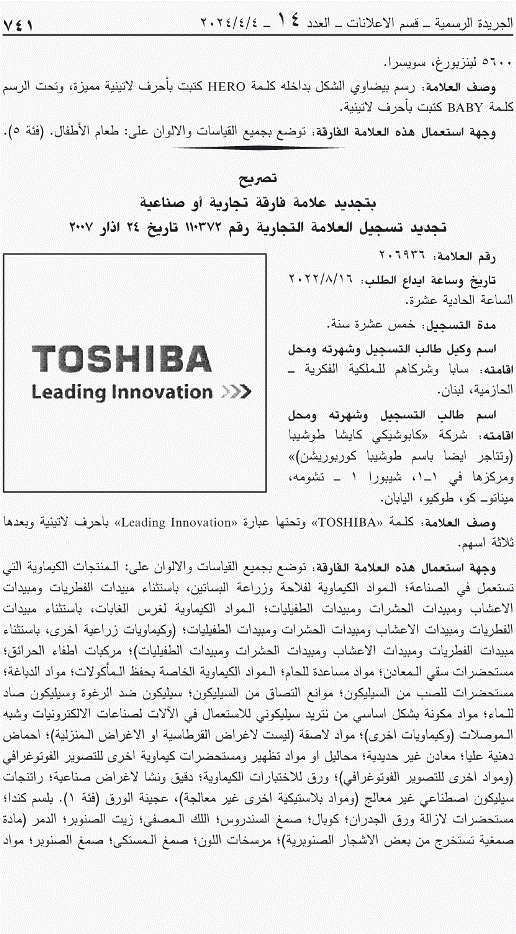 الجريدة الرسمية ـ قسم الاعلانات ـ العدد ١٤ ـ ٢٠٢٤/٤/٤
٧٤١
٥٦٠٠ لينزبورغ، سويسرا.
وصف العلامة: رسم بيضاوي الشكل بداخله كلمة HERO كتبت بأحرف لاتينية مميزة، وتحت الرسم
كلمة BABY كتبت بأحرف لاتينية.
وجهة استعمال هذه العلامة الفارقة: توضع بجميع القياسات والالوان على: طعام الأطفال. (فئة ٥).
تصريح
بتجديد علامة فارقة تجارية أو صناعية
تجديد تسجيل العلامة التجارية رقم ١١٠٣٧٢ تاريخ ٢٤ اذار ٢٠٠٧
رقم العلامة: ٢٠٦٩٣٦
تاريخ وساعة ايداع الطلب: ٢٠٢٢/٨/١٦
الساعة الحادية عشرة.
مدة التسجيل: خمس عشرة سنة.
اسم وكيل طالب التسجيل وشهرته ومحل
اقامته: سابا وشركاهم للملكية الفكرية ـ
الحازمية، لبنان.
اسم طالب التسجيل وشهرته ومحل
اقامته: شركة «كابوشيكي كايشا طوشيبا
(وتتاجر ايضا باسم طوشيبا كوربوريشن)»
ومركزها في ١-١، شيبورا ١ ـ تشومه،
ميناتوـ كو، طوكيو، اليابان.
TOSHIBA
Leading Innovation >>>
وصف العلامة: كلمة «TOSHIBA» وتحتها عبارة «Leading Innovation» باحرف لاتينية وبعدها
ثلاثة اسهم.
وجهة استعمال هذه العلامة الفارقة: توضع بجميع القياسات والالوان على: المنتجات الكيماوية التي
تستعمل في الصناعة؛ المواد الكيماوية لفلاحة وزراعة البساتين، باستثناء مبيدات الفطريات ومبيدات
الاعشاب ومبيدات الحشرات ومبيدات الطفيليات؛ المواد الكيماوية لغرس الغابات، باستثناء مبيدات
الفطريات ومبيدات الاعشاب ومبيدات الحشرات ومبيدات الطفيليات؛ (وكيماويات زراعية اخرى، باستثناء
مبيدات الفطريات ومبيدات الاعشاب ومبيدات الحشرات ومبيدات الطفيليات)؛ مركبات اطفاء الحرائق؛
مستحضرات سقي المعادن؛ مواد مساعدة للحام؛ المواد الكيماوية الخاصة بحفظ المأكولات؛ مواد الدباغة؛
مستحضرات للصب من السيليكون؛ موانع التصاق من السيليكون؛ سيليكون ضد الرغوة وسيليكون صاد
للماء؛ مواد مكونة بشكل اساسي من نتريد سيليكوني للاستعمال في الآلات لصناعات الالكترونيات وشبه
الموصلات (وكيماويات اخرى)؛ مواد لاصقة (ليست لاغراض القرطاسية او الاغراض المنزلية)؛ احماض
دهنية عليا؛ معادن غير حديدية؛ محاليل او مواد تظهير ومستحضرات كيماوية اخرى للتصوير الفوتوغرافي
(ومواد اخرى للتصوير الفوتوغرافي)؛ ورق للاختبارات الكيماوية؛ دقيق ونشا لاغراض صناعية؛ راتنجات
سيليكون اصطناعي غير معالج (ومواد بلاستيكية اخرى غير معالجة)، عجينة الورق (فئة ١). بلسم كندا؛
مستحضرات لازالة ورق الجدران؛ كوبال؛ صمغ السندروس؛ اللك المصفى؛ زيت الصنوبر؛ الدمر (مادة
صمغية تستخرج من بعض الاشجار الصنوبرية)؛ مرسخات اللون؛ صمغ المستكى؛ صمغ الصنوبر؛ مواد